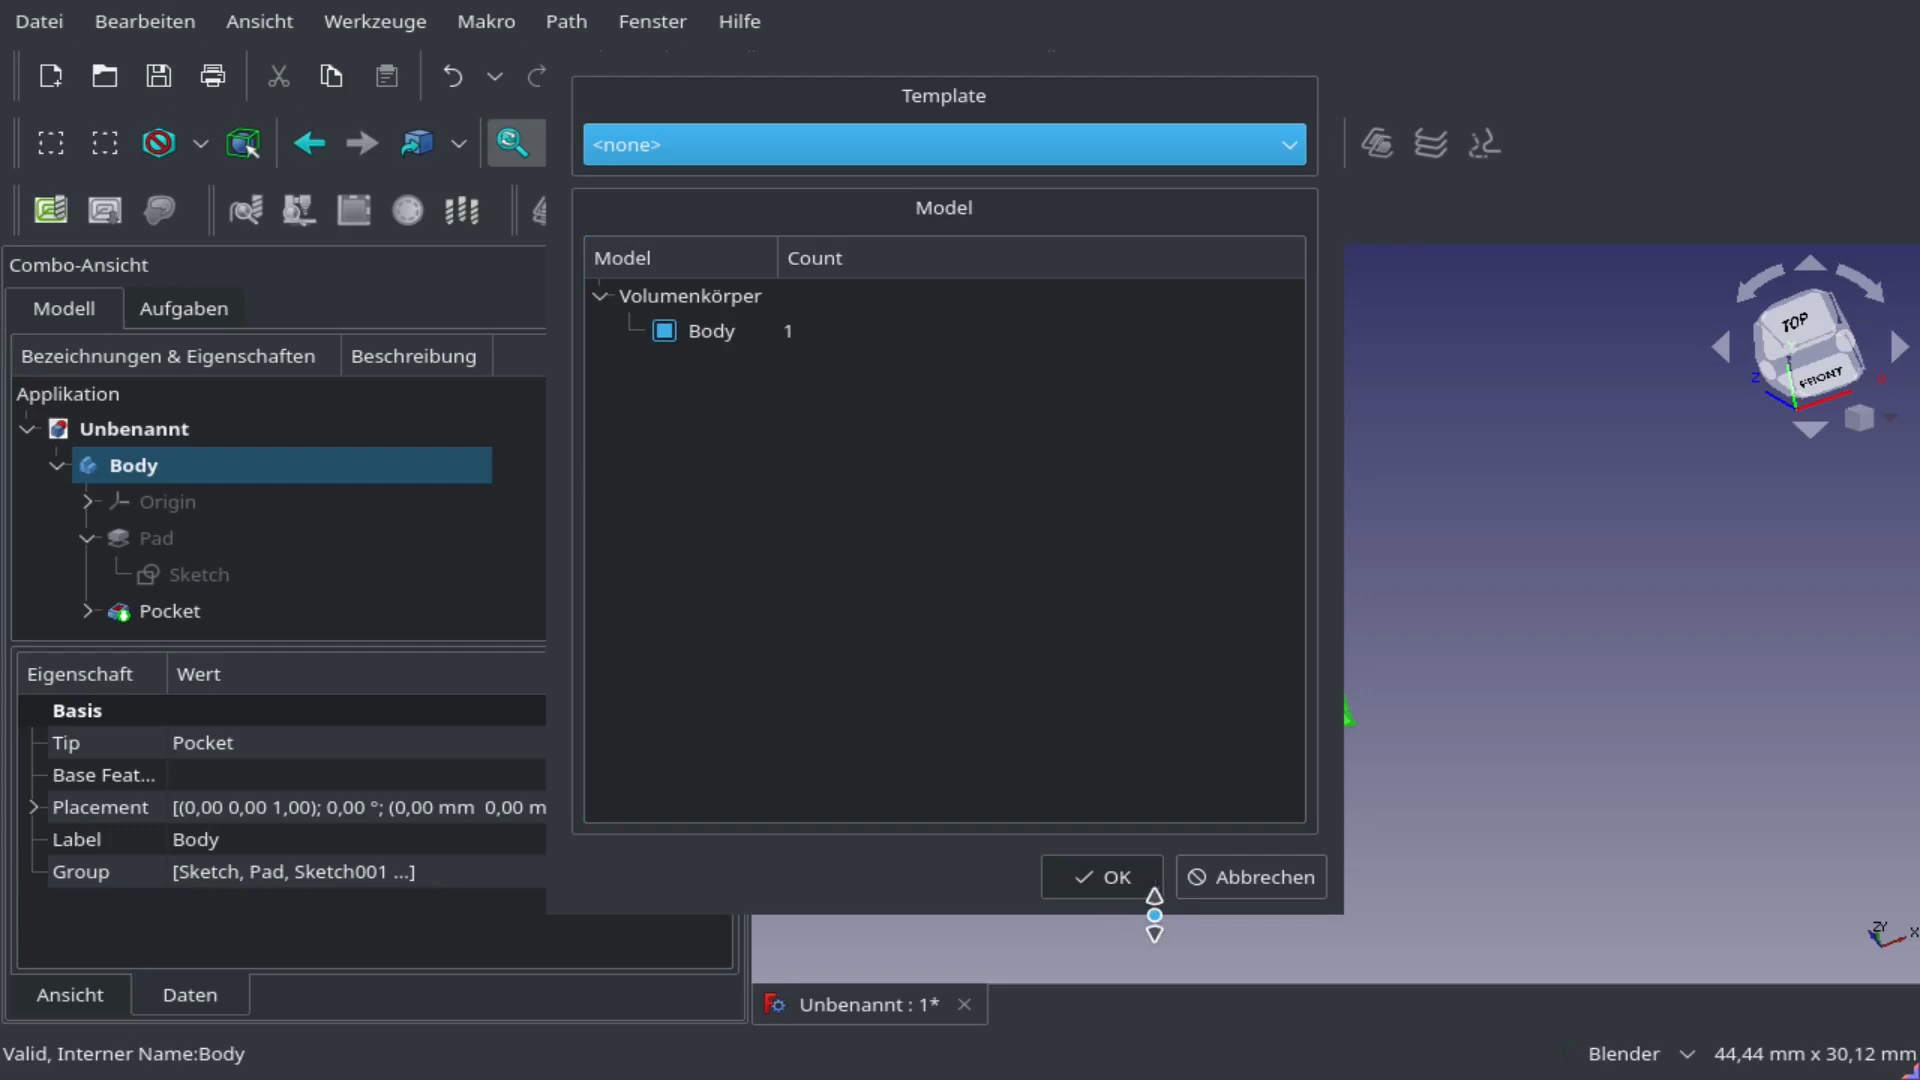 Datei Bearbeiten Ansicht Werkzeuge Makro Path Fenster Hilfe
Template
<none>
Model
Model Count
Volumenkörper
Body 1
OK Abbrechen
Combo-Ansicht
Modell Aufgaben
Bezeichnungen & Eigenschaften Beschreibung
Applikation
Unbenannt
Body
Origin
Pad
Sketch
Pocket
Eigenschaft Wert
Basis
Tip Pocket
Base Feat...
Placement [(0,00 0,00 1,00); 0,00 °; (0,00 mm 0,00 m
Label Body
Group [Sketch, Pad, Sketch001 ...]
Ansicht Daten
TOP
FRONT
Z X
Z Y X
Unbenannt : 1*
Valid, Interner Name:Body
Blender 44,44 mm x 30,12 mm